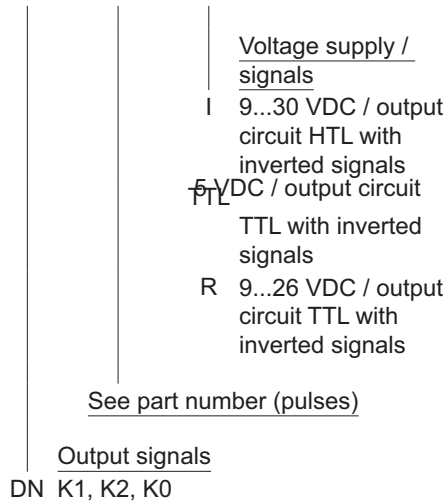 Voltage supply /
signals
I 9...30 VDC / output
circuit HTL with
inverted signals
TTL 5 VDC / output circuit
TTL with inverted
signals
R 9...26 VDC / output
circuit TTL with
inverted signals
See part number (pulses)
Output signals
DN K1, K2, K0